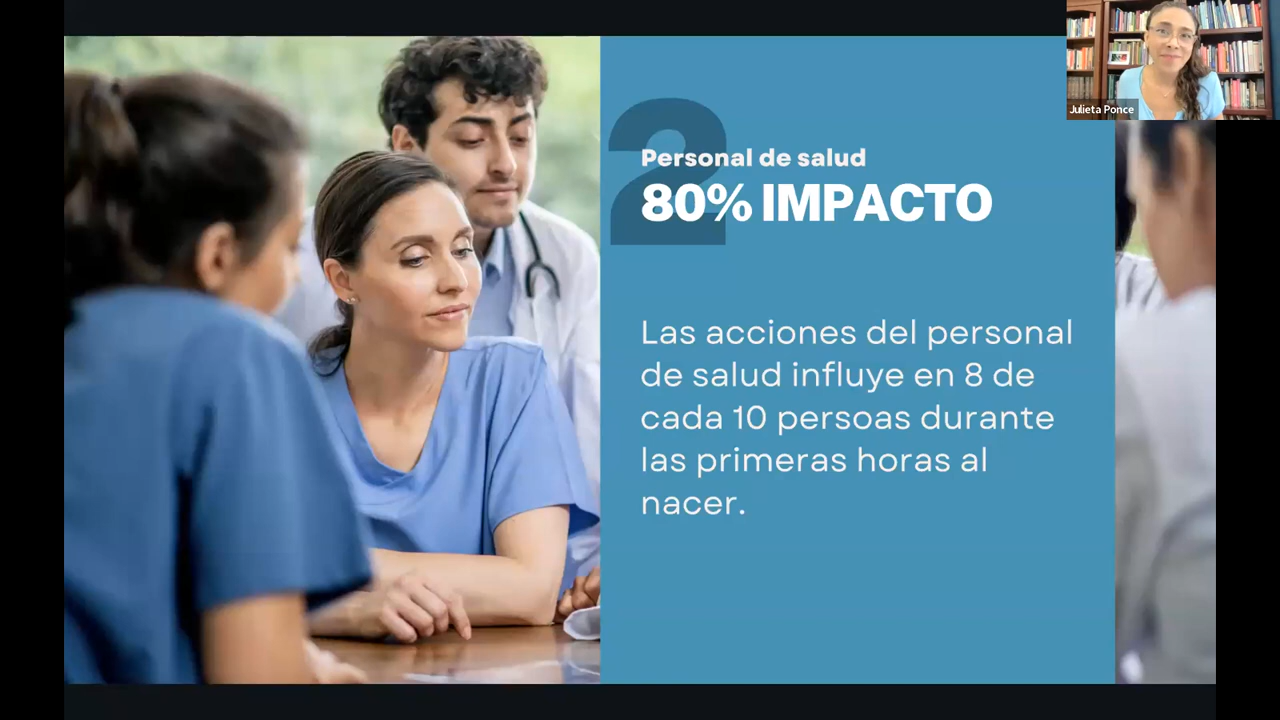 Julieta Ponce
2
Personal de salud
80% IMPACTO
Las acciones del personal
de salud influye en 8 de
cada 10 persoas durante
las primeras horas al
nacer.